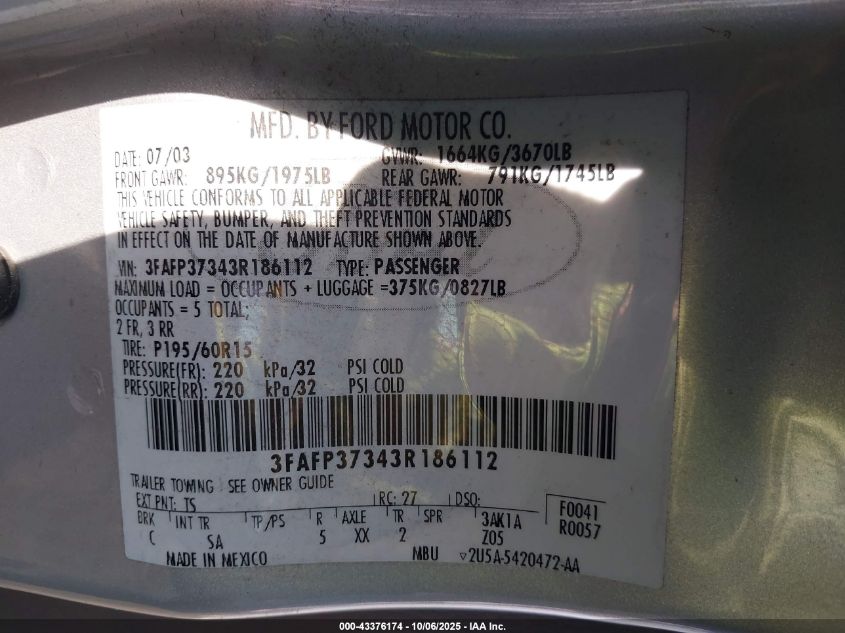 MFD. BY FORD MOTOR CO.
DATE: 07/03 GVWR: 1664KG/3670LB
FRONT GAWR: 895KG/1975LB REAR GAWR: 791KG/1745LB
THIS VEHICLE CONFORMS TO ALL APPLICABLE FEDERAL MOTOR
VEHICLE SAFETY, BUMPER, AND THEFT PREVENTION STANDARDS
IN EFFECT ON THE DATE OF MANUFACTURE SHOWN ABOVE.
VIN: 3FAFP37343R186112 TYPE: PASSENGER
MAXIMUM LOAD = OCCUPANTS + LUGGAGE =375KG/0827LB
OCCUPANTS = 5 TOTAL;
2 FR, 3 RR
TIRE: P195/60R15
PRESSURE(FR): 220 kPa/32 PSI COLD
PRESSURE(RR): 220 kPa/32 PSI COLD
3FAFP37343R186112
TRAILER TOWING: SEE OWNER GUIDE
EXT PNT: TS RC: 27 DSO: F0041
BRK INT TR TP/PS R AXLE TR SPR 3AK1A R0057
C SA 5 XX 2 Z05
MADE IN MEXICO MBU 2U5A-5420472-AA
000-43376174 - 10/06/2025 - IAA Inc.